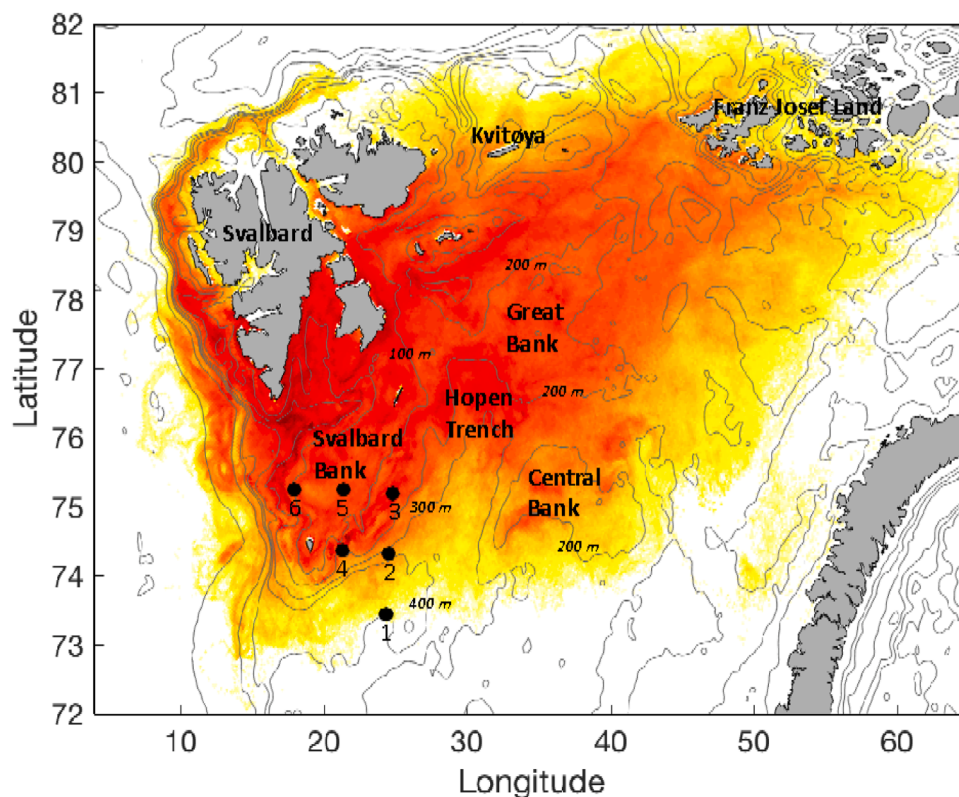 82
81
80
79
78
77
76
75
74
73
72
Latitude
10
20
30
40
50
60
Longitude
Franz Josef Land
Kvitøya
Svalbard
200 m
Great
Bank
100 m
200 m
Hopen
Trench
Svalbard
Bank
Central
Bank
300 m
200 m
400 m
6
5
3
4
2
1